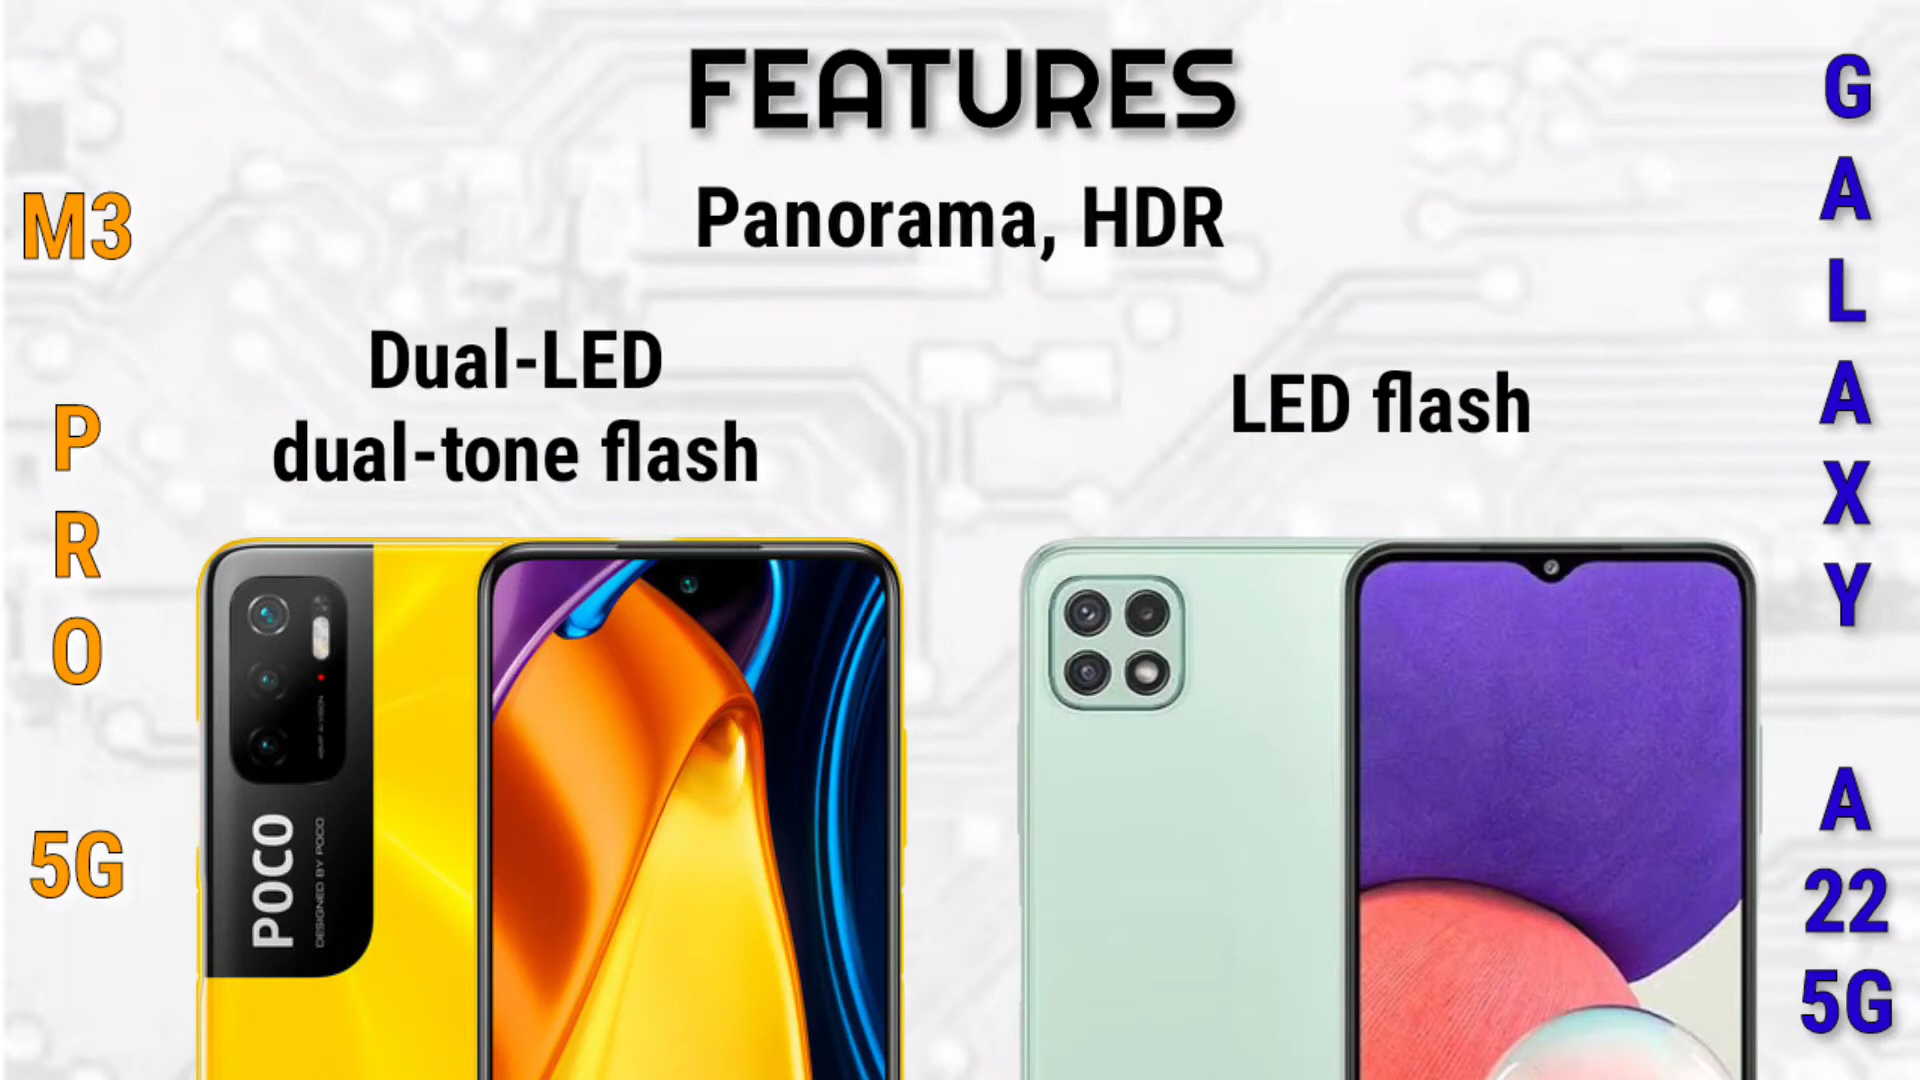 FEATURES
Panorama, HDR
M3
P
R
O
5G
Dual-LED
dual-tone flash
LED flash
G
A
L
A
X
Y
A
22
5G
POCO
DESIGNED BY POCO